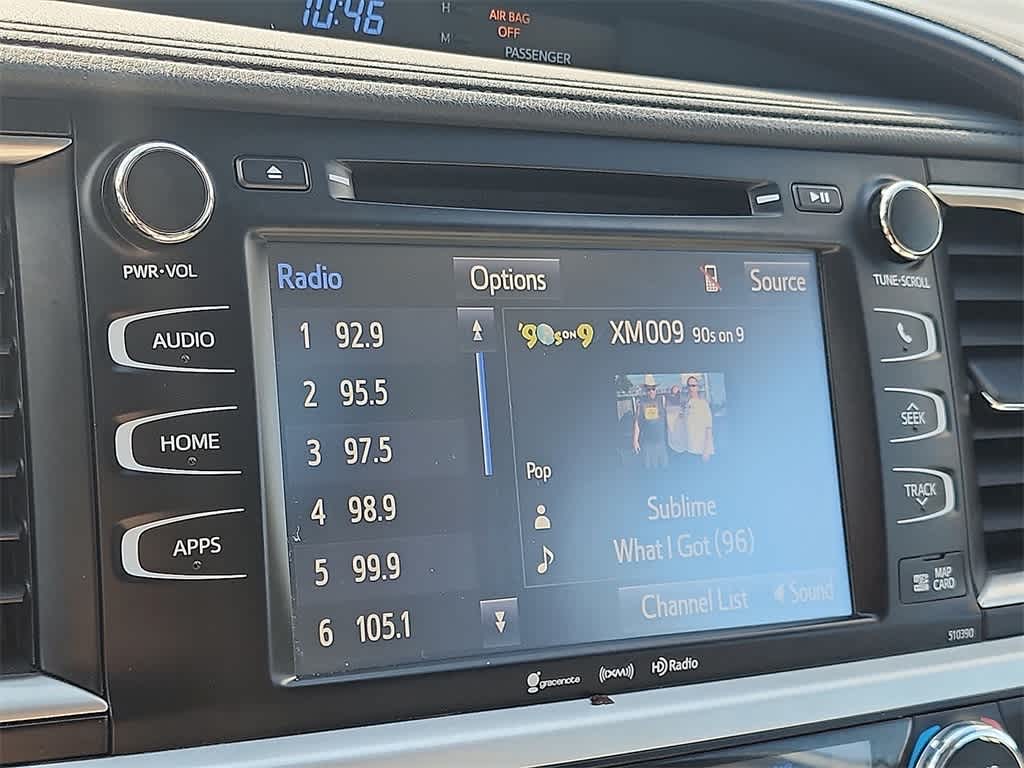 10:46
H
M
AIR BAG
OFF
PASSENGER
PWR•VOL
TUNE•SCROLL
AUDIO
HOME
APPS
SEEK
TRACK
MAP
CARD
510390
Radio
Options
Source
1 92.9
2 95.5
3 97.5
4 98.9
5 99.9
6 105.1
'90s ON 9 XM009 90s on 9
Pop
Sublime
What I Got (96)
Channel List
Sound
gracenote
((XM))
HD Radio